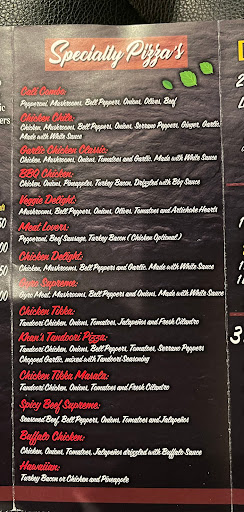 Specialty Pizza's
Cali Combo:
Pepperoni, Mushrooms, Bell Peppers, Onions, Olives, Beef
Chicken Chile:
Chicken, Mushrooms, Bell Peppers, Onions, Serrano Peppers, Ginger, Garlic
Made with White Sauce
Garlic Chicken Classic:
Chicken, Mushrooms, Onions, Tomatoes and Garlic. Made with White Sauce
BBQ Chicken:
Chicken, Onions, Pineapples, Turkey Bacon. Drizzled with Bbq Sauce
Veggie Delight:
Mushrooms, Bell Peppers, Onions, Olives, Tomatoes and Artichoke Hearts
Meat Lovers:
Pepperoni, Beef Sausage, Turkey Bacon (Chicken Optional)
Chicken Delight:
Chicken, Mushrooms, Bell Peppers and Garlic. Made with White Sauce
Gyro Supreme:
Gyro Meat, Mushrooms, Bell Peppers and Onions, Made with White Sauce
Chicken Tikka:
Tandoori Chicken, Onions, Tomatoes, Jalapeños and Fresh Cilantro
Khan's Tandoori Pizza:
Tandoori Chicken, Onions, Bell Peppers, Tomatoes, Serrano Peppers
Chopped Garlic, mixed with Tandoori Seasoning
Chicken Tikka Masala:
Tandoori Chicken, Onions, Tomatoes and Fresh Cilantro
Spicy Beef Supreme:
Seasoned Beef, Bell Peppers, Onions, Tomatoes and Jalapeños
Buffalo Chicken:
Chicken, Onions, Tomatoes, Jalapeños drizzled with Buffalo Sauce
Hawaiian:
Turkey Bacon or Chicken and Pineapple